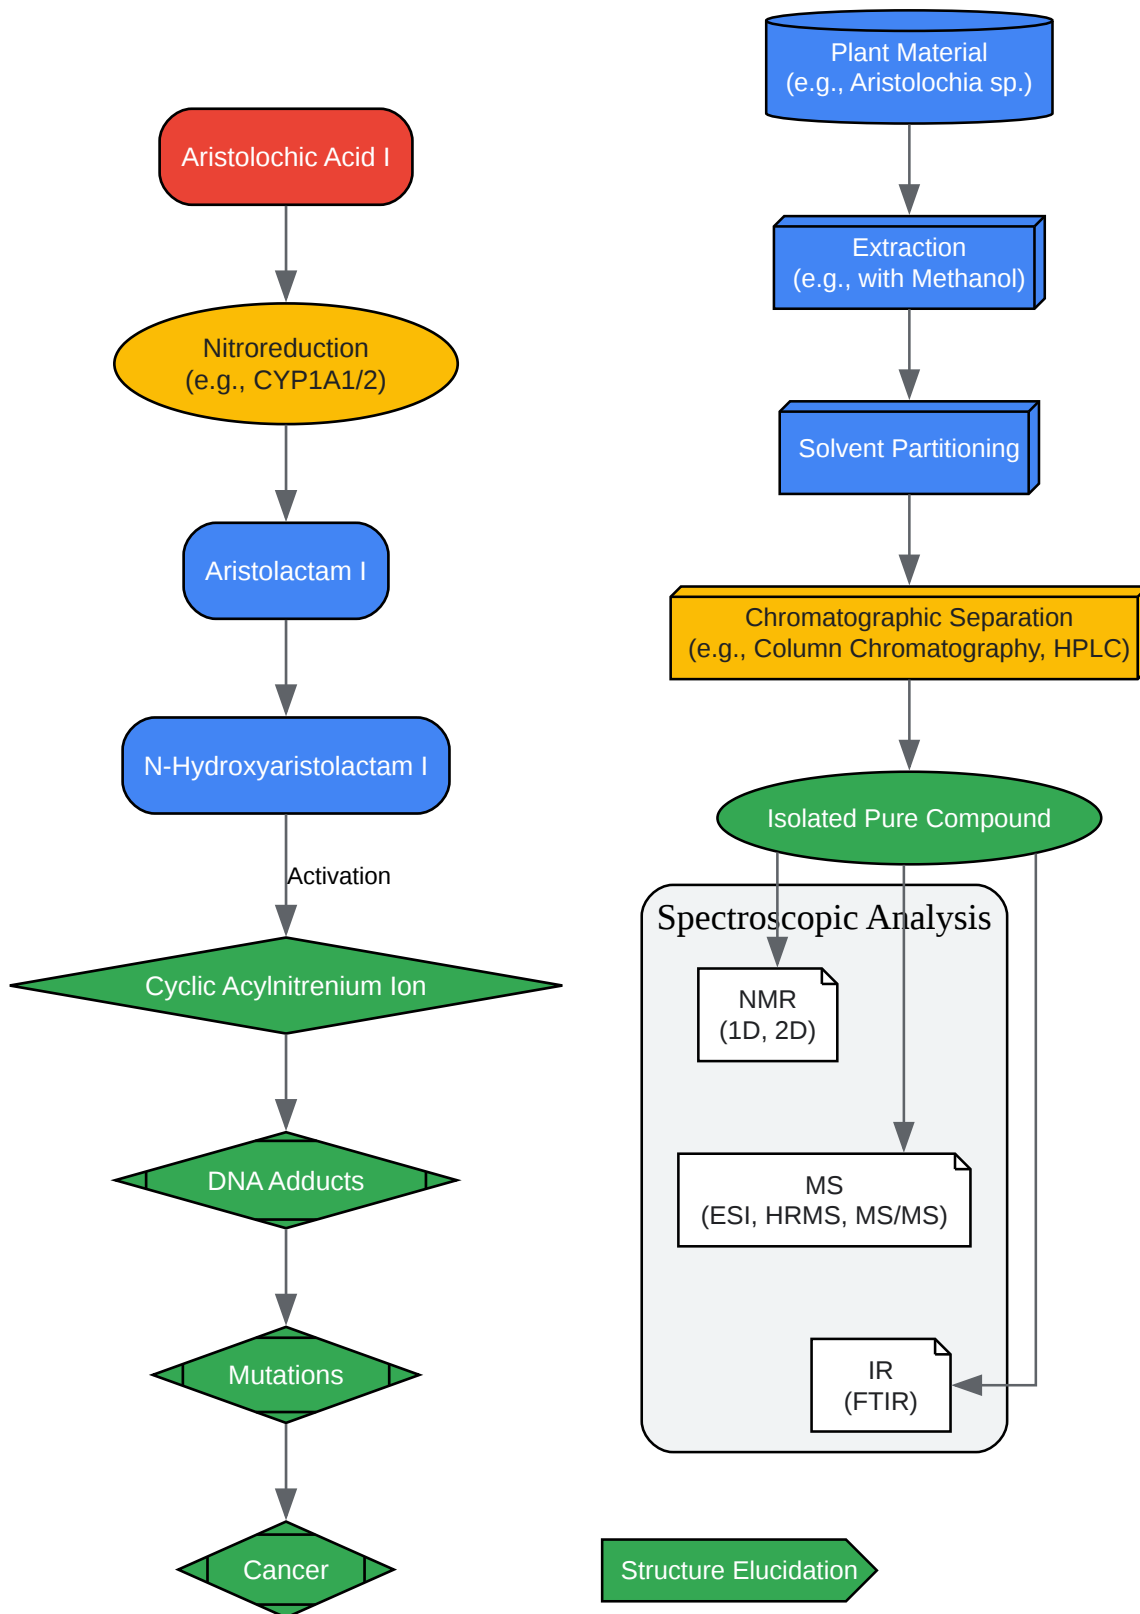 Aristolochic Acid I
Nitroreduction
(e.g., CYP1A1/2)
Aristolactam I
N-Hydroxyaristolactam I
Activation
Cyclic Acylnitrenium Ion
DNA Adducts
Mutations
Cancer
Plant Material
(e.g., Aristolochia sp.)
Extraction
(e.g., with Methanol)
Solvent Partitioning
Chromatographic Separation
(e.g., Column Chromatography, HPLC)
Isolated Pure Compound
Spectroscopic Analysis
NMR
(1D, 2D)
MS
(ESI, HRMS, MS/MS)
IR
(FTIR)
Structure Elucidation